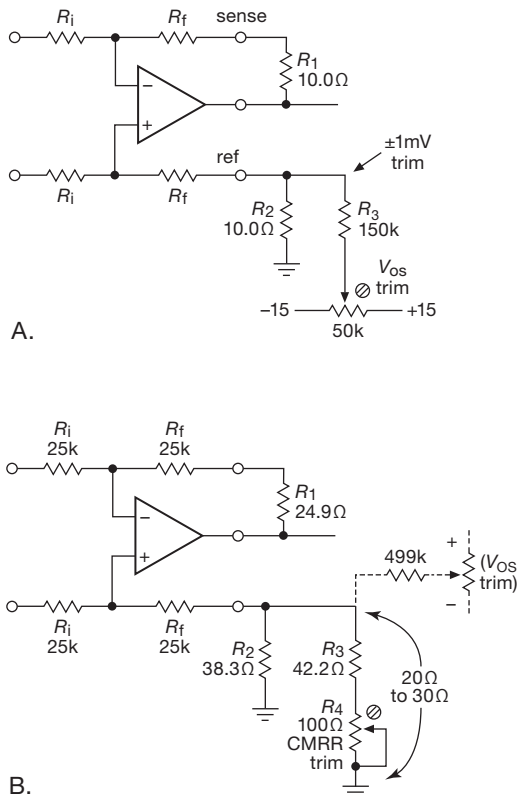 Ri Rf sense
R1
10.0Ω
−
+
±1mV
trim
ref
Ri Rf
R2
10.0Ω
R3
150k
VOS
trim
−15 +15
50k
A.
Ri
25k
Rf
25k
R1
24.9Ω
−
+
499k
+
(VOS
trim)
−
Ri
25k
Rf
25k
R2
38.3Ω
R3
42.2Ω
20Ω
to 30Ω
R4
100Ω
CMRR
trim
B.